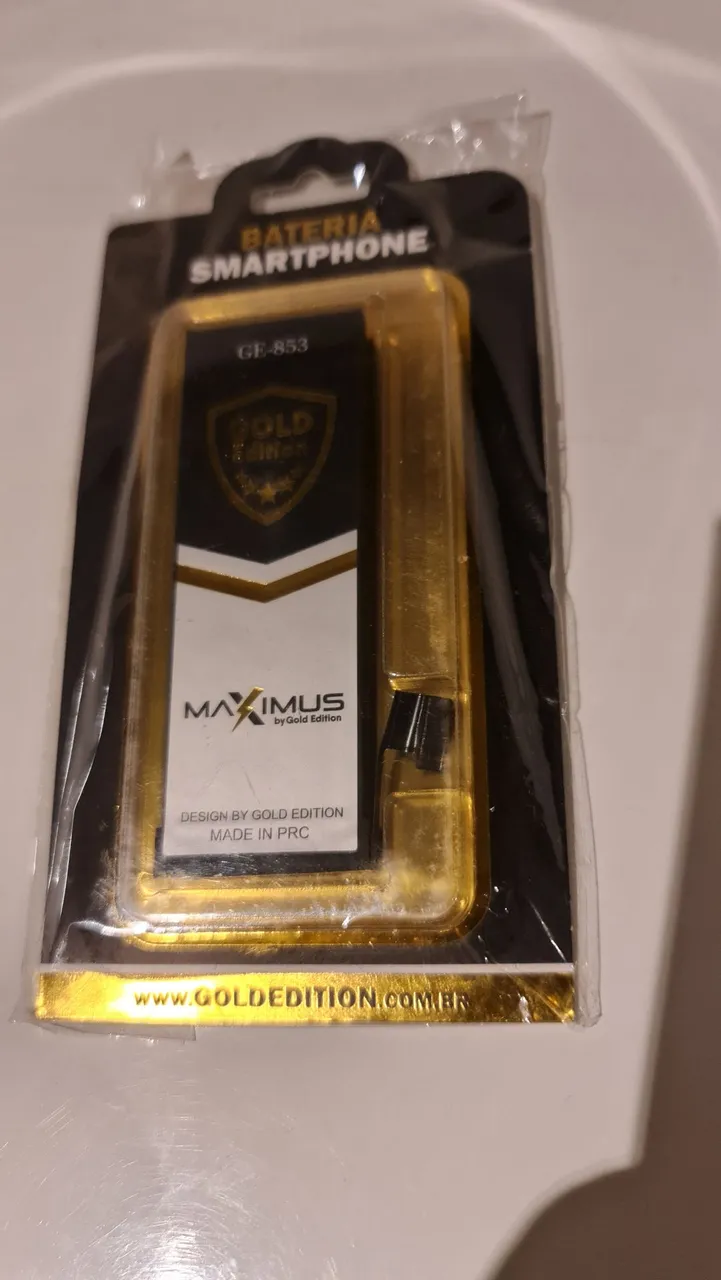 BATERIA
SMARTPHONE
GE-853
GOLD
Edition
MAXIMUS
by Gold Edition
DESIGN BY GOLD EDITION
MADE IN PRC
WWW.GOLDEDITION.COM.BR